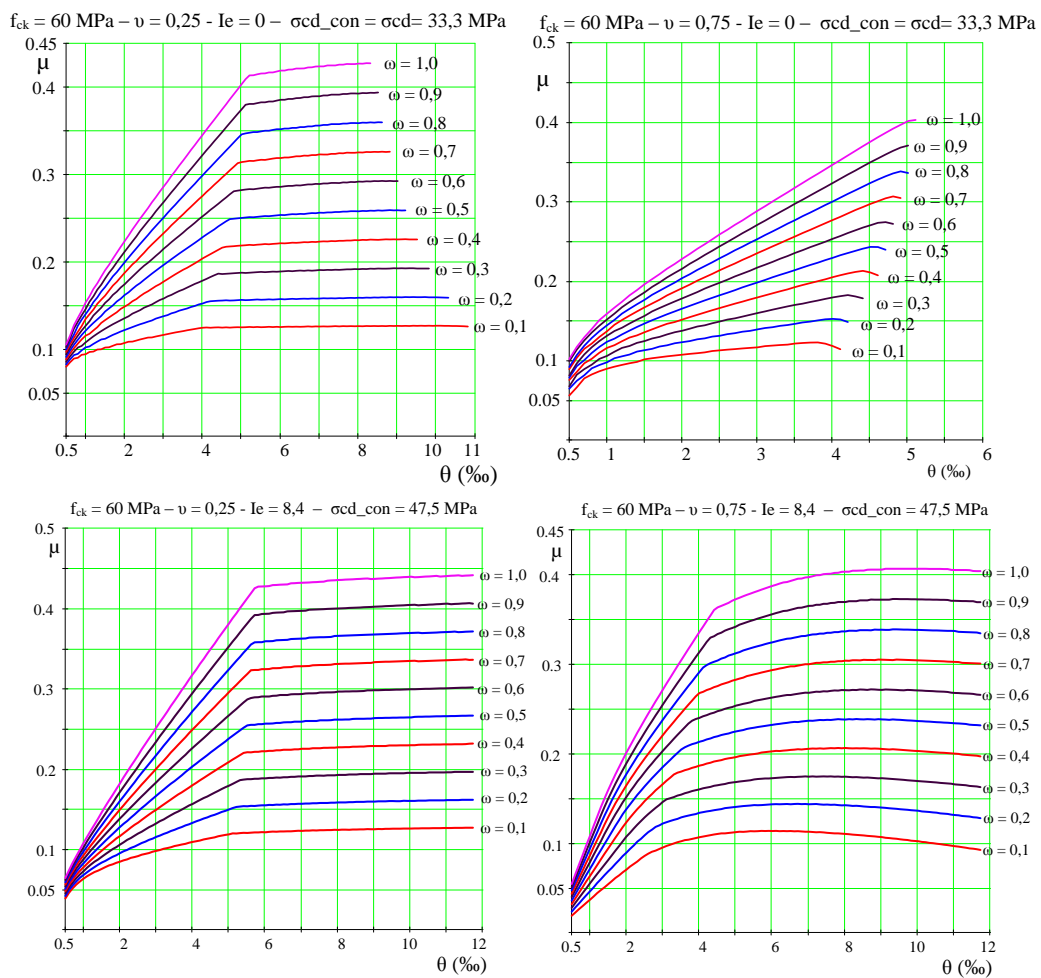 f_ck = 60 MPa – υ = 0,25 - Ie = 0 – σcd_con = σcd = 33,3 MPa
0.45
μ
0.4
0.3
0.2
0.1
0.05
ω = 1,0
ω = 0,9
ω = 0,8
ω = 0,7
ω = 0,6
ω = 0,5
ω = 0,4
ω = 0,3
ω = 0,2
ω = 0,1
0.5 2 4 6 8 10 11
θ (‰)
f_ck = 60 MPa – υ = 0,75 - Ie = 0 – σcd_con = σcd= 33,3 MPa
0.5
μ
0.4
0.3
0.2
0.1
0.05
ω = 1,0
ω = 0,9
ω = 0,8
ω = 0,7
ω = 0,6
ω = 0,5
ω = 0,4
ω = 0,3
ω = 0,2
ω = 0,1
0.5 1 2 3 4 5 6
θ (‰)
f_ck = 60 MPa – υ = 0,25 - Ie = 8,4 – σcd_con = 47,5 MPa
0.5
μ
0.4
0.3
0.2
0.1
0.05
ω = 1,0
ω = 0,9
ω = 0,8
ω = 0,7
ω = 0,6
ω = 0,5
ω = 0,4
ω = 0,3
ω = 0,2
ω = 0,1
0.5 2 4 6 8 10 12
θ (‰)
f_ck = 60 MPa – υ = 0,75 - Ie = 8,4 – σcd_con = 47,5 MPa
0.45
μ
0.4
0.3
0.2
0.1
0.05
ω = 1,0
ω = 0,9
ω = 0,8
ω = 0,7
ω = 0,6
ω = 0,5
ω = 0,4
ω = 0,3
ω = 0,2
ω = 0,1
0.5 2 4 6 8 10 12
θ (‰)